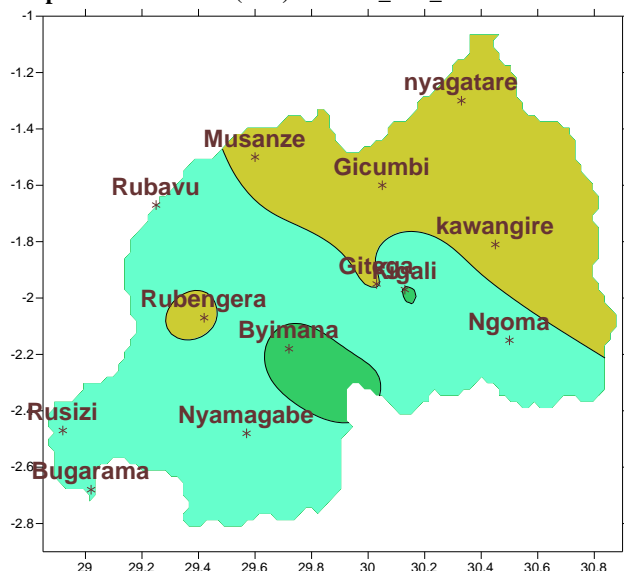 -1
-1.2
nyagatare
-1.4
Musanze
Gicumbi
-1.6
Rubavu
kawangire
-1.8
Gitega
Kigali
-2
Rubengera
Ngoma
Byimana
-2.2
-2.4
Rusizi
Nyamagabe
Bugarama
-2.6
-2.8
29 29.2 29.4 29.6 29.8 30 30.2 30.4 30.6 30.8